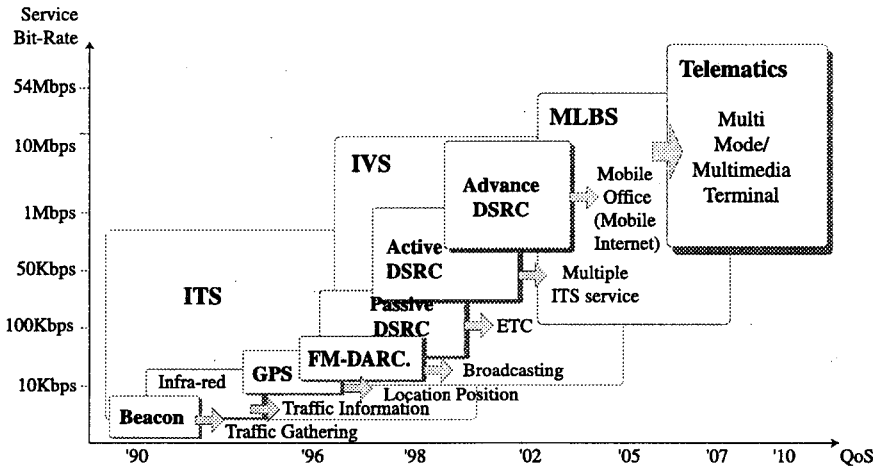 Service
Bit-Rate
54Mbps
10Mbps
1Mbps
50Kbps
100Kbps
10Kbps
Telematics
Multi
Mode/
Multimedia
Terminal
MLBS
Mobile
Office
(Mobile
Internet)
IVS
Advance
DSRC
Active
DSRC
Multiple
ITS service
ITS
Passive
DSRC
ETC
FM-DARC.
Broadcasting
GPS
Location Position
Infra-red
Traffic Information
Beacon
Traffic Gathering
'90
'96
'98
'02
'05
'07
'10
QoS